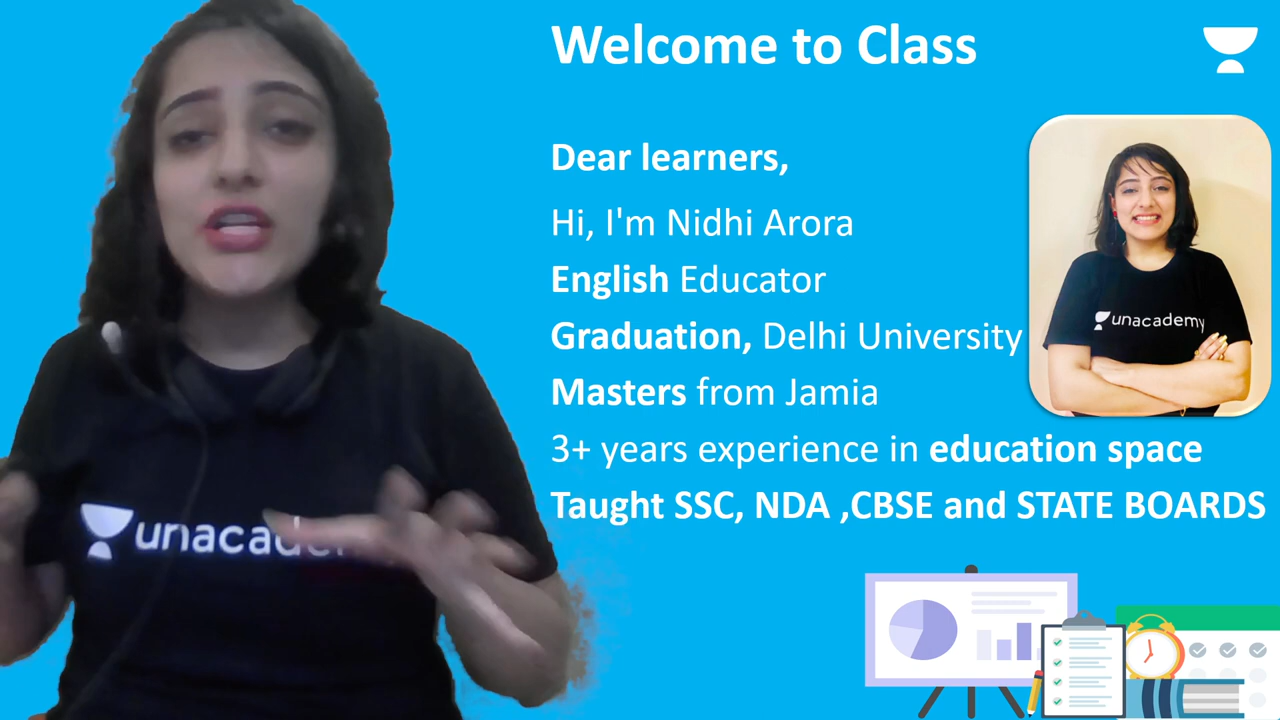 Welcome to Class
Dear learners,
Hi, I'm Nidhi Arora
English Educator
Graduation, Delhi University
Masters from Jamia
3+ years experience in education space
Taught SSC, NDA ,CBSE and STATE BOARDS
unacademy
unacadem